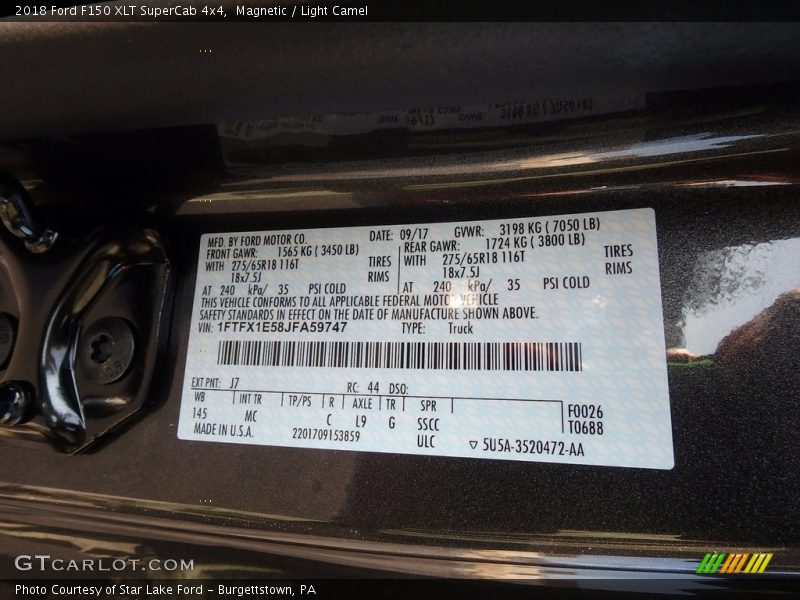 2018 Ford F150 XLT SuperCab 4x4, Magnetic / Light Camel
MFD. BY FORD MOTOR CO. DATE: 09/17 GVWR: 3198 KG ( 7050 LB)
FRONT GAWR: 1565 KG ( 3450 LB) REAR GAWR: 1724 KG ( 3800 LB)
WITH 275/65R18 116T TIRES WITH 275/65R18 116T TIRES
18x7.5J RIMS 18x7.5J RIMS
AT 240 kPa/ 35 PSI COLD AT 240 kPa/ 35 PSI COLD
THIS VEHICLE CONFORMS TO ALL APPLICABLE FEDERAL MOTOR VEHICLE
SAFETY STANDARDS IN EFFECT ON THE DATE OF MANUFACTURE SHOWN ABOVE.
VIN: 1FTFX1E58JFA59747 TYPE: Truck
EXT PNT: J7 RC: 44 DSO:
WB INT TR TP/PS R AXLE TR SPR F0026
145 MC C L9 G SSCC T0688
MADE IN U.S.A. 2201709153859 ULC ▽ 5U5A-3520472-AA
GTCARLOT.COM
Photo Courtesy of Star Lake Ford - Burgettstown, PA